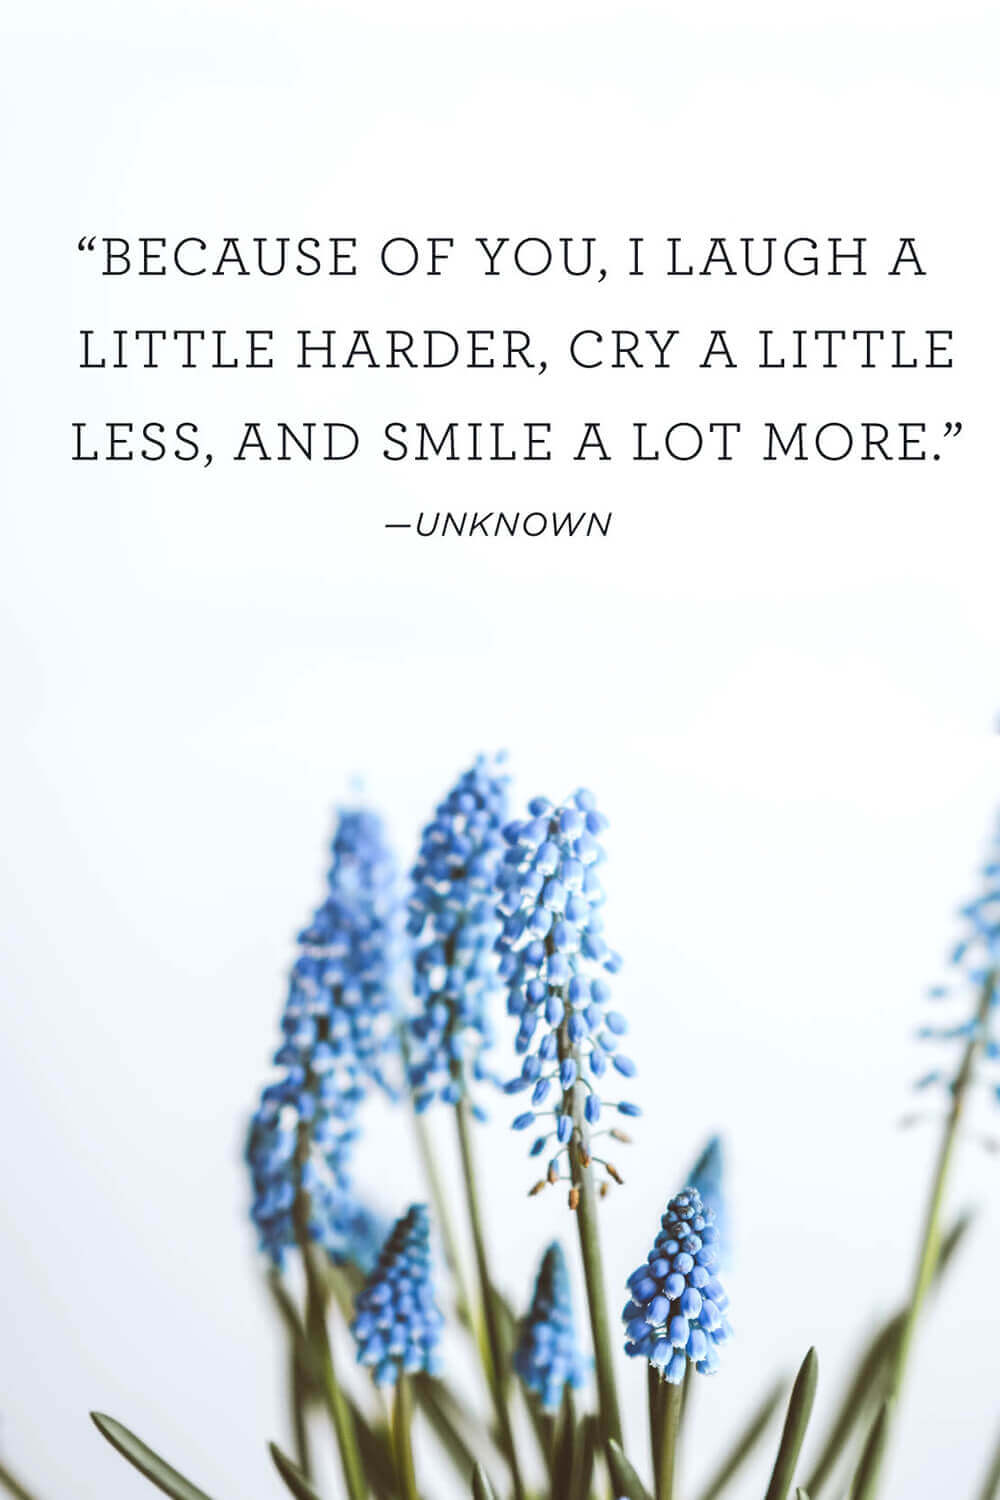 “BECAUSE OF YOU, I LAUGH A
LITTLE HARDER, CRY A LITTLE
LESS, AND SMILE A LOT MORE.”
—UNKNOWN